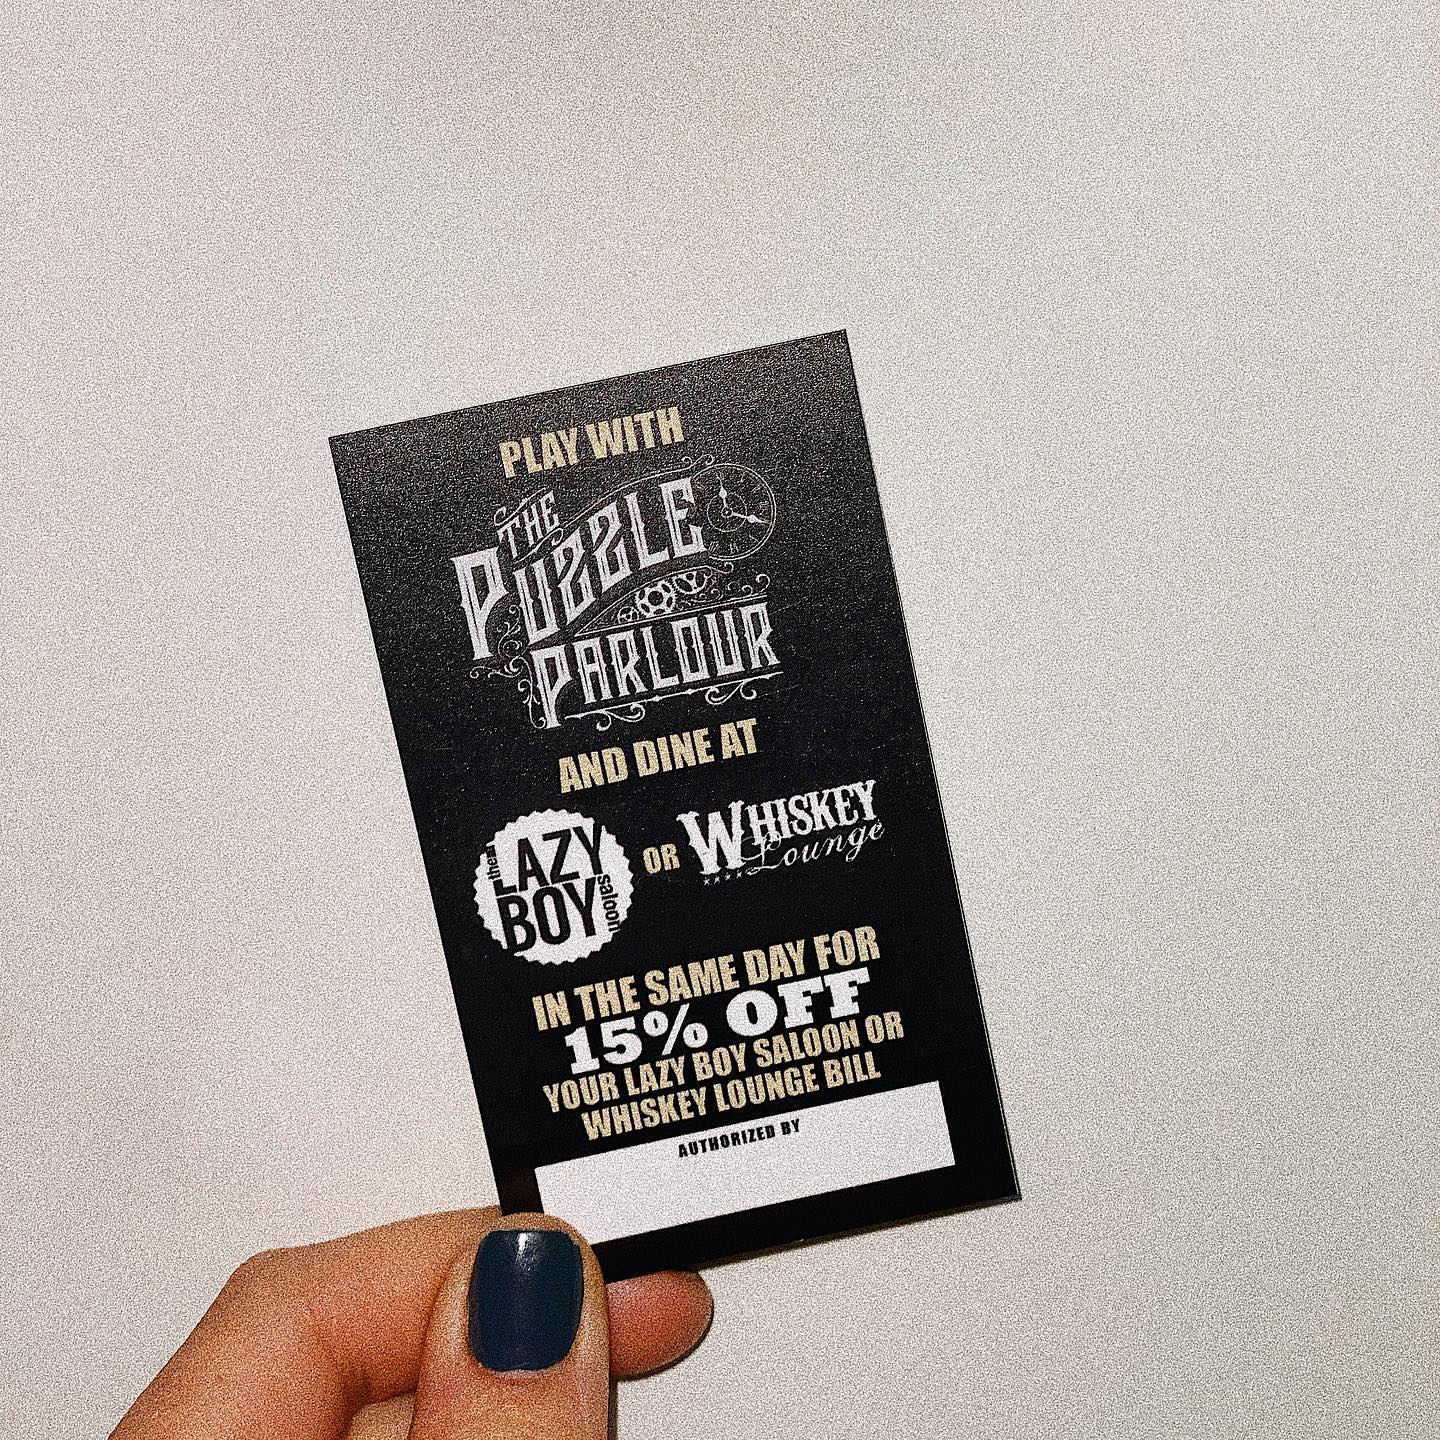 PLAY WITH
THE
PUZZLE
PARLOUR
AND DINE AT
the LAZY
BOY saloon
OR
WHISKEY
Lounge
IN THE SAME DAY FOR
15% OFF
YOUR LAZY BOY SALOON OR
WHISKEY LOUNGE BILL
AUTHORIZED BY